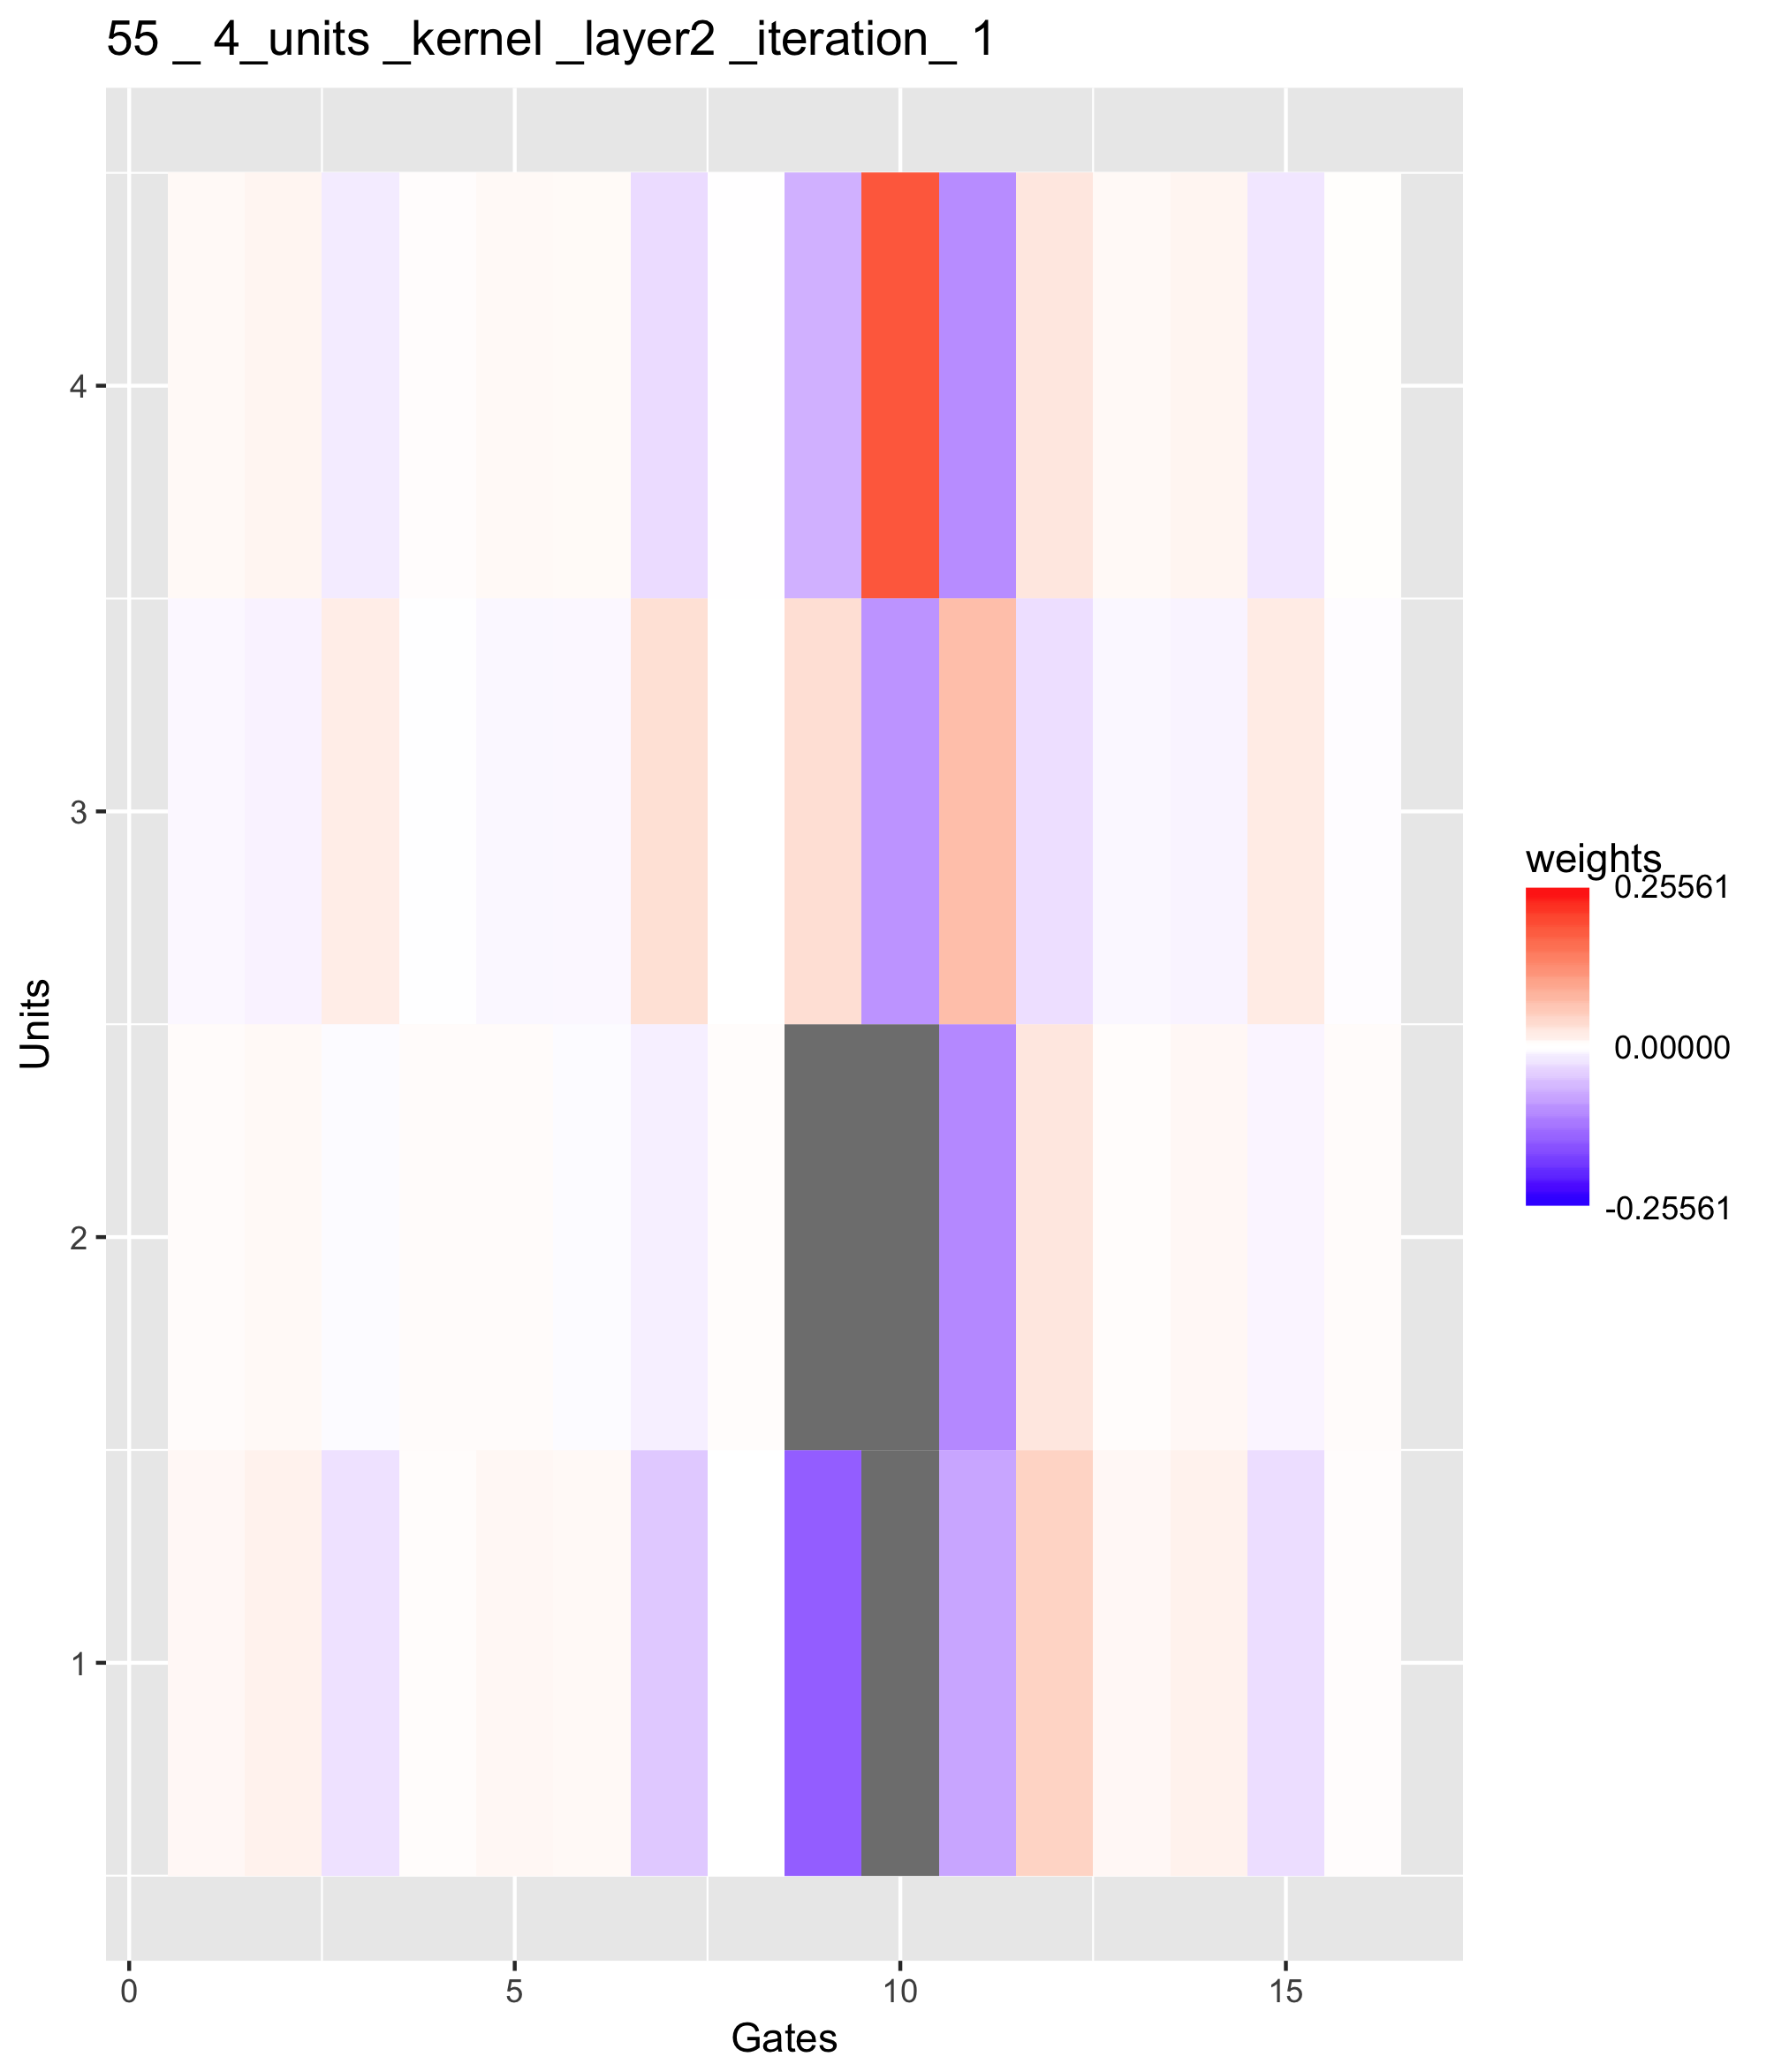 55 _ 4_units _kernel _layer2 _iteration_ 1
4
3
2
1
Units
0
5
10
15
Gates
weights
0.25561
0.00000
-0.25561